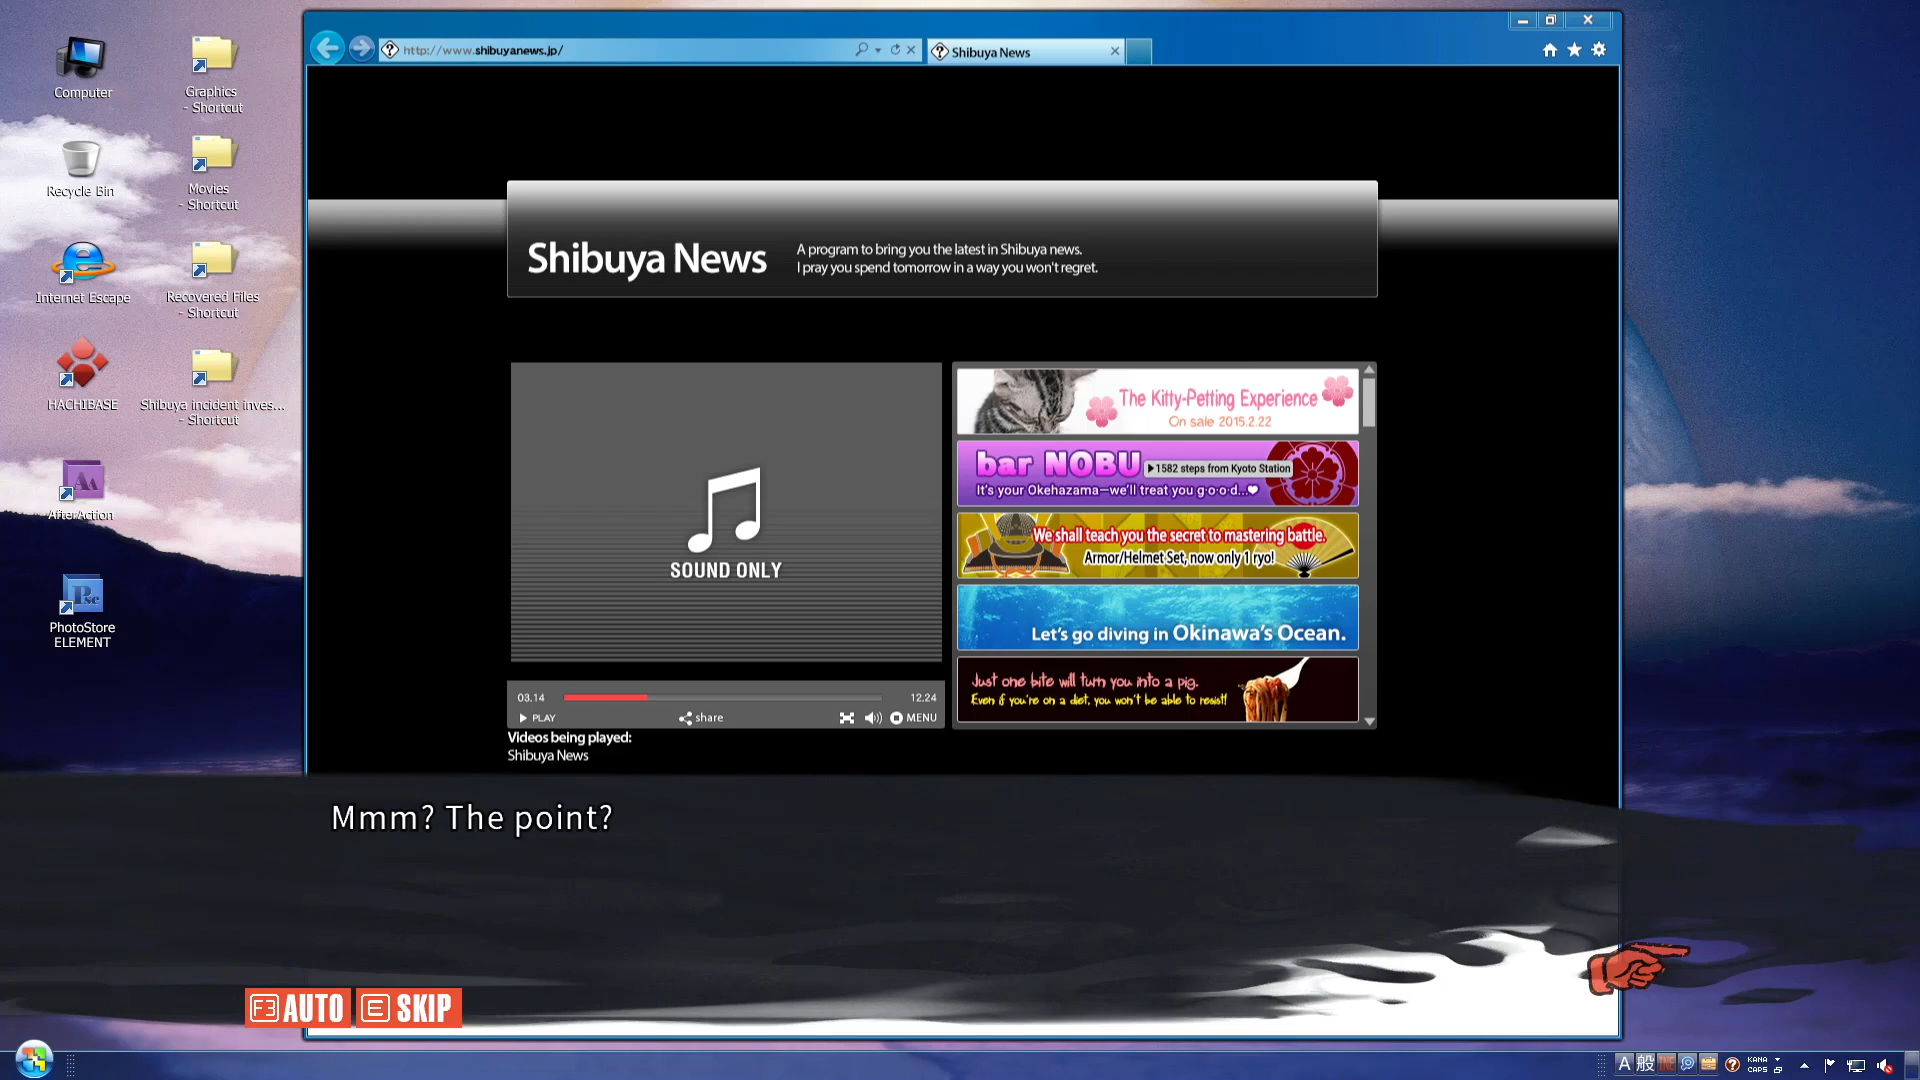 http://www.shibuyanews.jp/
Shibuya News
Computer
Graphics
- Shortcut
Recycle Bin
Movies
- Shortcut
Internet Escape
Recovered Files
- Shortcut
HACHIBASE
Shibuya incident inves...
- Shortcut
AfterAction
PhotoStore
ELEMENT
Shibuya News
A program to bring you the latest in Shibuya news.
I pray you spend tomorrow in a way you won't regret.
SOUND ONLY
03.14
12.24
PLAY
share
MENU
Videos being played:
Shibuya News
The Kitty-Petting Experience
On sale 2015.2.22
bar NOBU
1582 steps from Kyoto Station
It's your Okehazama—we'll treat you g·o·o·d...
We shall teach you the secret to mastering battle.
Armor/Helmet Set, now only 1 ryo!
Let's go diving in Okinawa's Ocean.
Just one bite will turn you into a pig.
Even if you're on a diet, you won't be able to resist!
Mmm? The point?
F3 AUTO E SKIP
A 般
KANA
CAPS